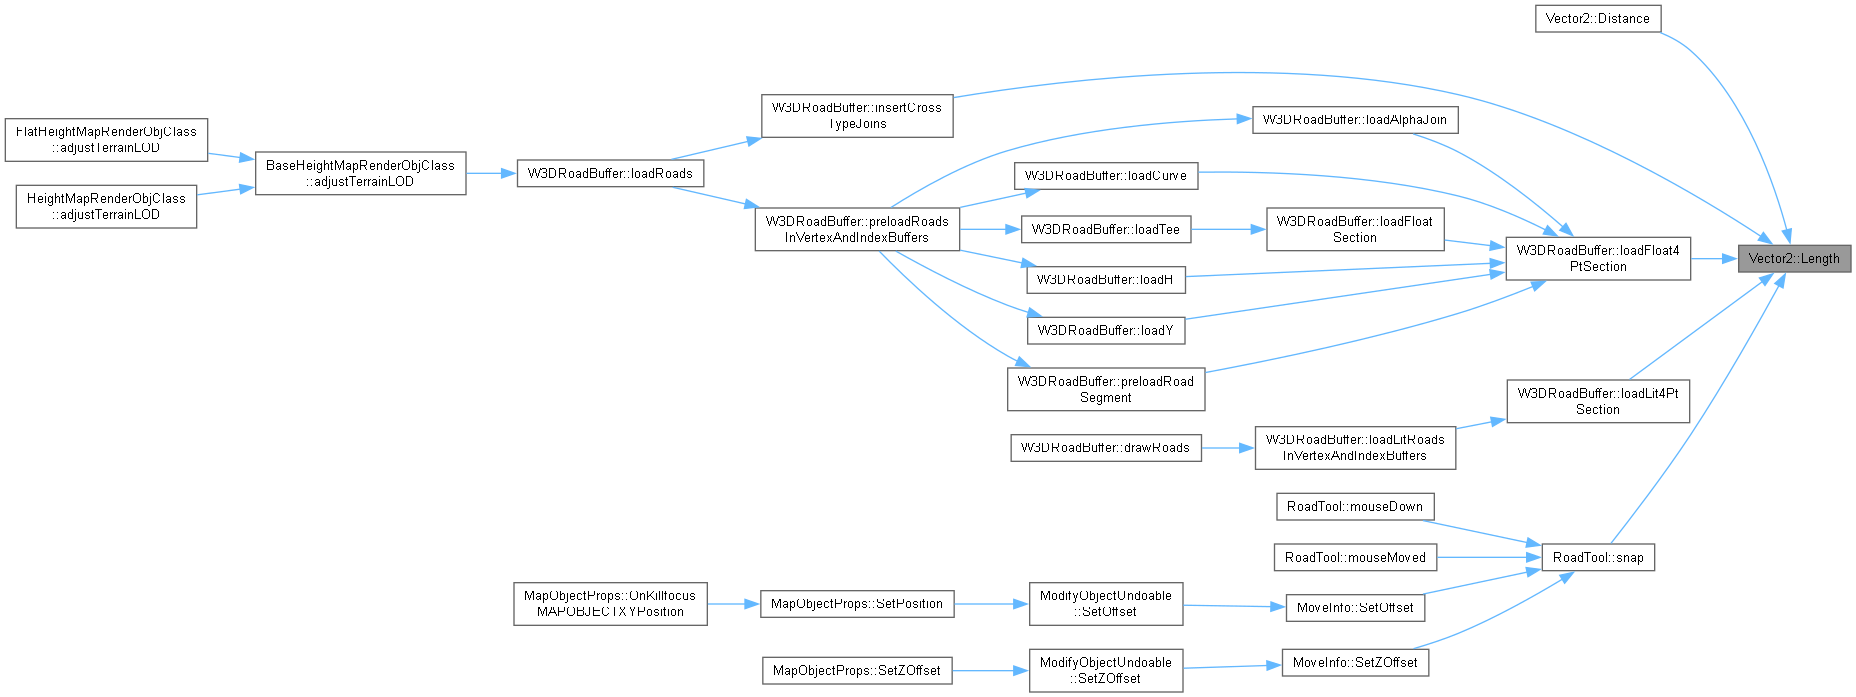 Vector2::Distance
W3DRoadBuffer::insertCross
TypeJoins
W3DRoadBuffer::loadAlphaJoin
FlatHeightMapRenderObjClass
::adjustTerrainLOD
BaseHeightMapRenderObjClass
::adjustTerrainLOD
W3DRoadBuffer::loadRoads
W3DRoadBuffer::loadCurve
HeightMapRenderObjClass
::adjustTerrainLOD
W3DRoadBuffer::preloadRoads
InVertexAndIndexBuffers
W3DRoadBuffer::loadTee
W3DRoadBuffer::loadFloat
Section
W3DRoadBuffer::loadFloat4
PtSection
Vector2::Length
W3DRoadBuffer::loadH
W3DRoadBuffer::loadY
W3DRoadBuffer::preloadRoad
Segment
W3DRoadBuffer::loadLit4Pt
Section
W3DRoadBuffer::drawRoads
W3DRoadBuffer::loadLitRoads
InVertexAndIndexBuffers
RoadTool::mouseDown
RoadTool::mouseMoved
RoadTool::snap
MapObjectProps::OnKillfocus
MAPOBJECTXYPosition
MapObjectProps::SetPosition
ModifyObjectUndoable
::SetOffset
MoveInfo::SetOffset
MapObjectProps::SetZOffset
ModifyObjectUndoable
::SetZOffset
MoveInfo::SetZOffset